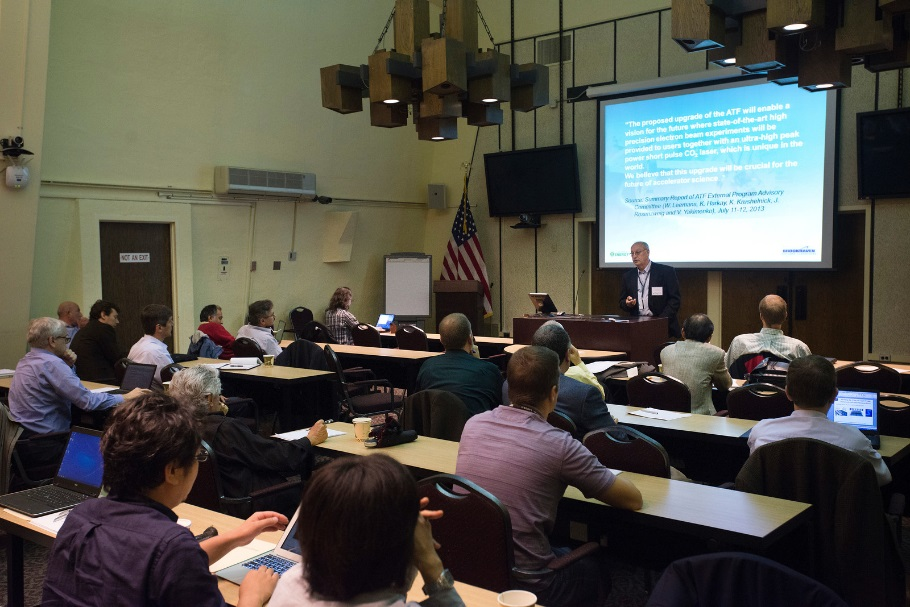 "The proposed upgrade of the ATF will enable a
vision for the future where state-of-the-art high
precision electron beam experiments will be
provided to users together with an ultra-high peak
power short pulse CO₂ laser, which is unique in the
world.
We believe that this upgrade will be crucial for the
future of accelerator science
Source: Summary Report of ATF External Program Advisory
Committee (W. Leemans, K. Harkay, K. Krushelnick, J.
Rosenzweig and V. Yakimenko), July 11-12, 2013
BROOKHAVEN
NOT AN EXIT